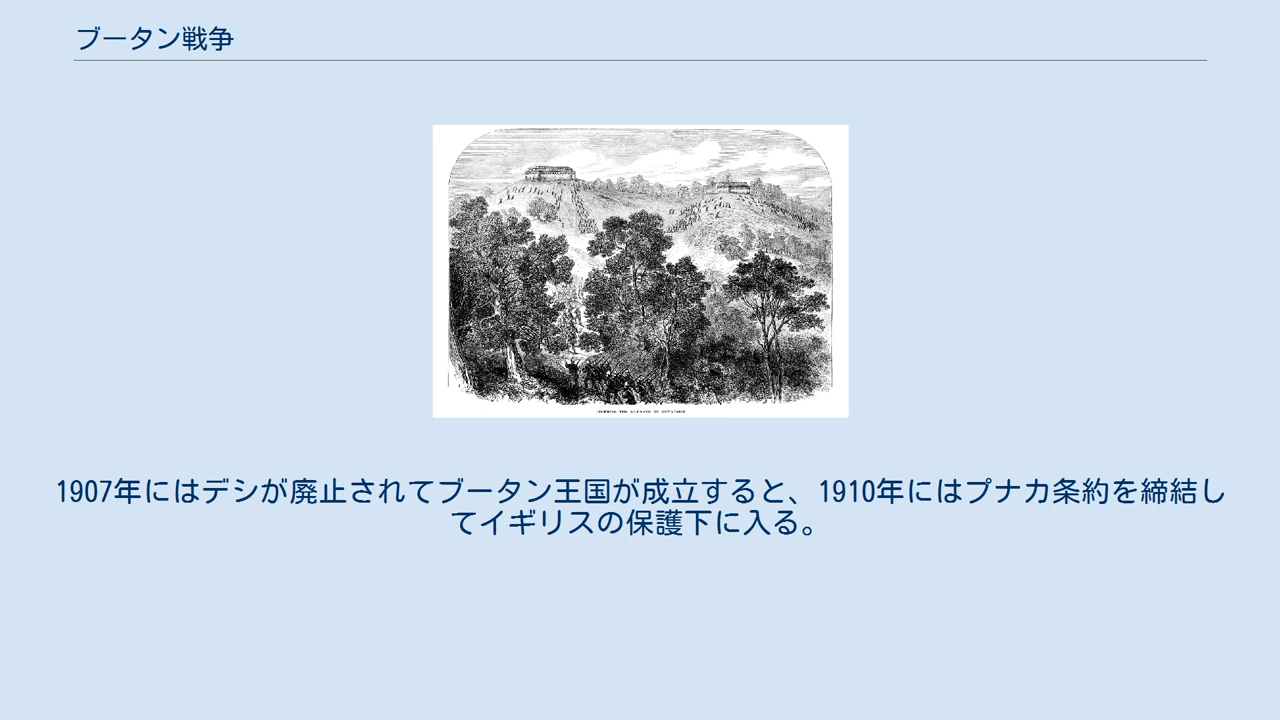 ブータン戦争
1907年にはデシが廃止されてブータン王国が成立すると、1910年にはプナカ条約を締結し
てイギリスの保護下に入る。